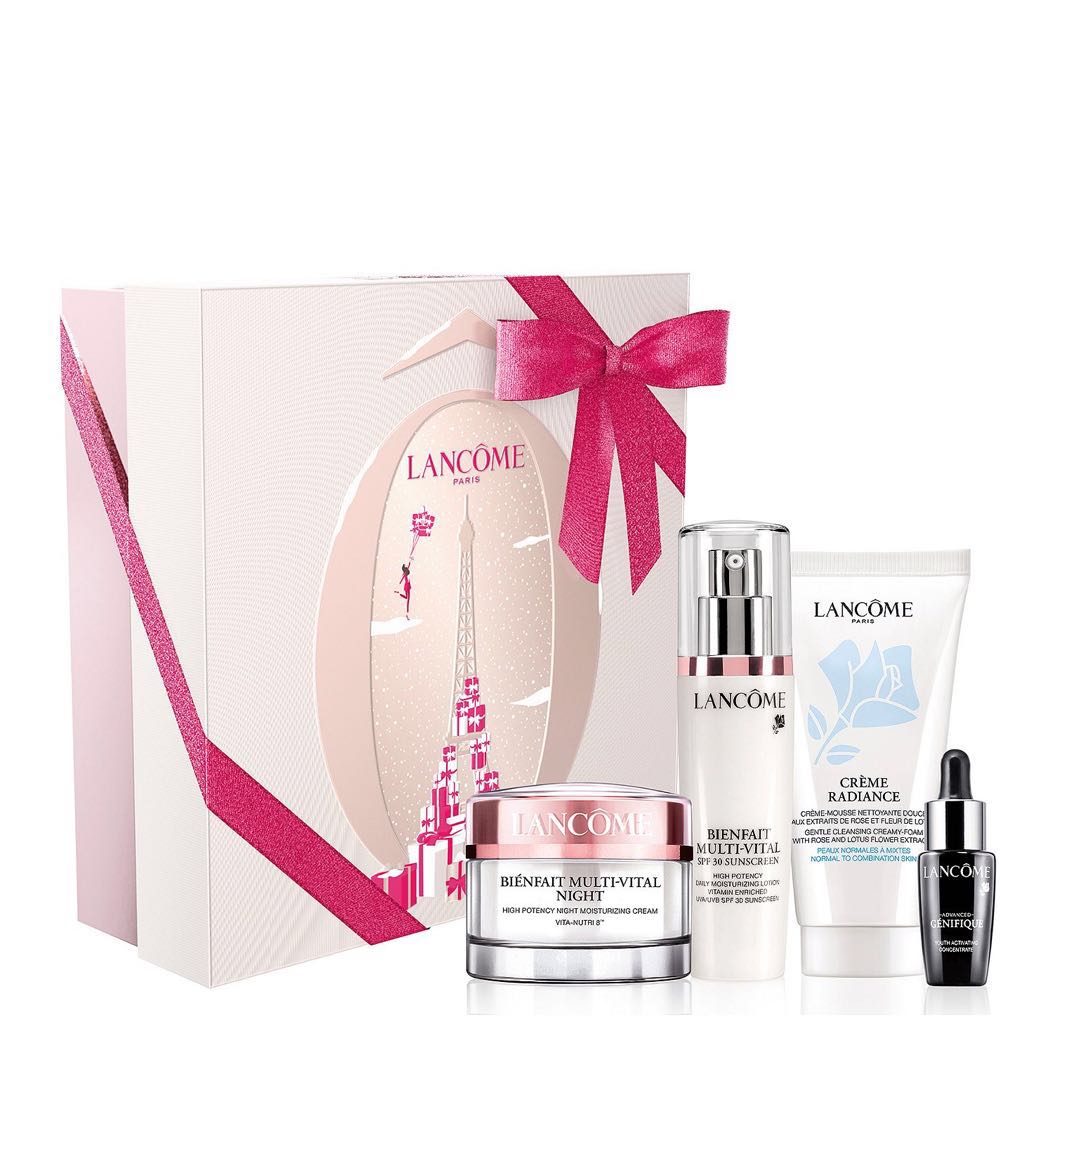 LANCÔME
PARIS
LANCÔME
BIÉNFAIT MULTI-VITAL
NIGHT
HIGH POTENCY NIGHT MOISTURIZING CREAM
VITA-NUTRI 8™
LANCÔME
BIENFAIT
MULTI-VITAL
SPF 30 SUNSCREEN
HIGH POTENCY
DAILY MOISTURIZING LOTION
VITAMIN ENRICHED
UVA/UVB SPF 30 SUNSCREEN
LANCÔME
PARIS
CRÈME
RADIANCE
CRÈME-MOUSSE NETTOYANTE DOUCE
AUX EXTRAITS DE ROSE ET FLEUR DE
GENTLE CLEANSING CREAMY-FOAM
WITH ROSE AND LOTUS FLOWER
PEAUX NORMALES À MIXTES
NORMAL TO COMBINATION SKIN
LANCÔME
-ADVANCED-
GÉNIFIQUE
YOUTH ACTIVATING
CONCENTRATE